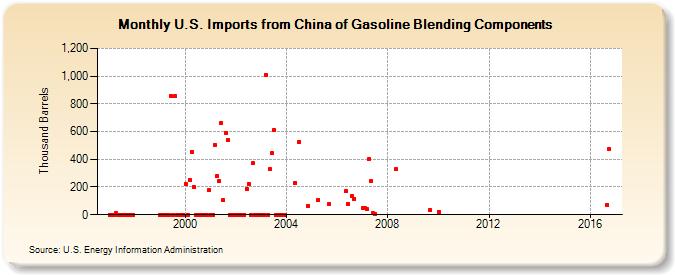 Monthly U.S. Imports from China of Gasoline Blending Components
Thousand Barrels
1,200
1,000
800
600
400
200
0
2000 2004 2008 2012 2016
Source: U.S. Energy Information Administration